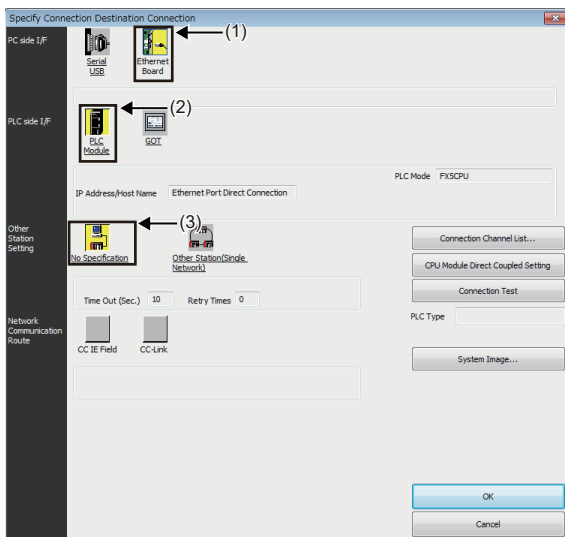 Specify Connection Destination Connection
PC side I/F
Serial
USB
Ethernet
Board
(1)
PLC side I/F
PLC
Module
(2)
GOT
PLC Mode FX5CPU
IP Address/Host Name Ethernet Port Direct Connection
Other
Station
Setting
No Specification
(3)
Other Station(Single
Network)
Connection Channel List...
CPU Module Direct Coupled Setting
Time Out (Sec.) 10 Retry Times 0
Connection Test
Network
Communication
Route
PLC Type
CC IE Field CC-Link
System Image...
OK
Cancel